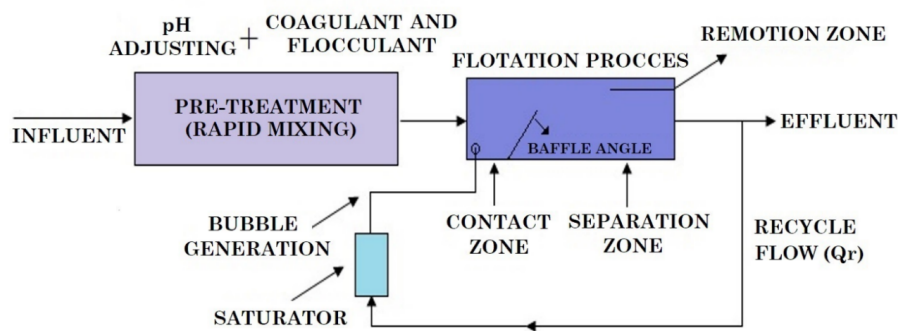 pH
ADJUSTING
+
COAGULANT AND
FLOCCULANT
PRE-TREATMENT
(RAPID MIXING)
INFLUENT
FLOTATION PROCCES
REMOTION ZONE
BAFFLE ANGLE
EFFLUENT
BUBBLE
GENERATION
CONTACT
ZONE
SEPARATION
ZONE
RECYCLE
FLOW (Qr)
SATURATOR